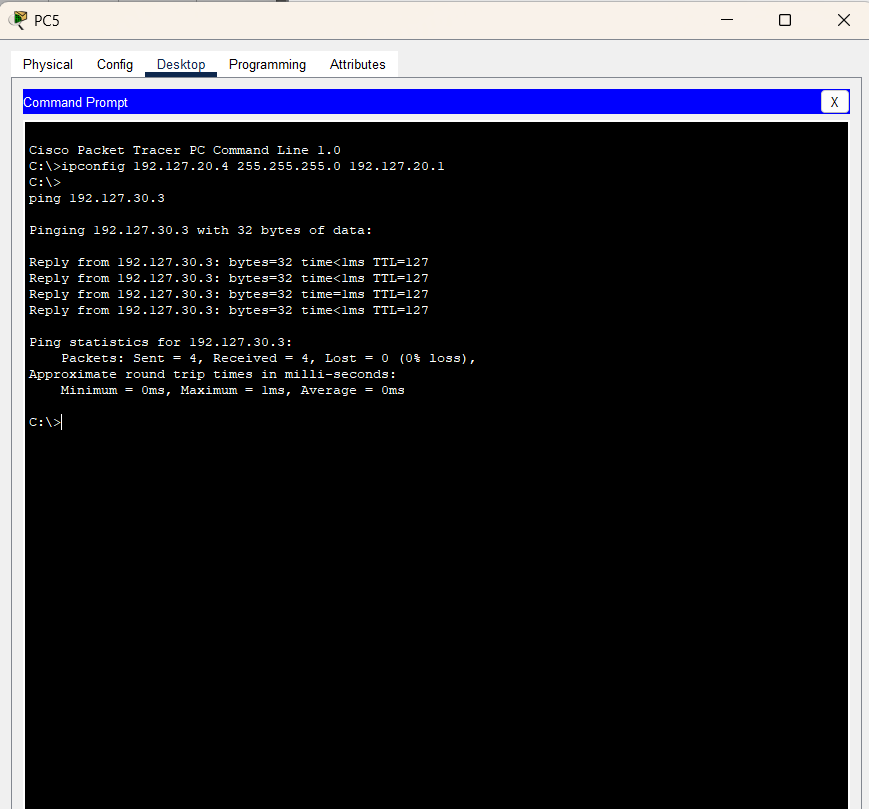 PC5
Physical Config Desktop Programming Attributes
Command Prompt X
Cisco Packet Tracer PC Command Line 1.0
C:\>ipconfig 192.127.20.4 255.255.255.0 192.127.20.1
C:\>
ping 192.127.30.3
Pinging 192.127.30.3 with 32 bytes of data:
Reply from 192.127.30.3: bytes=32 time<1ms TTL=127
Reply from 192.127.30.3: bytes=32 time<1ms TTL=127
Reply from 192.127.30.3: bytes=32 time=1ms TTL=127
Reply from 192.127.30.3: bytes=32 time<1ms TTL=127
Ping statistics for 192.127.30.3:
    Packets: Sent = 4, Received = 4, Lost = 0 (0% loss),
Approximate round trip times in milli-seconds:
    Minimum = 0ms, Maximum = 1ms, Average = 0ms
C:\>